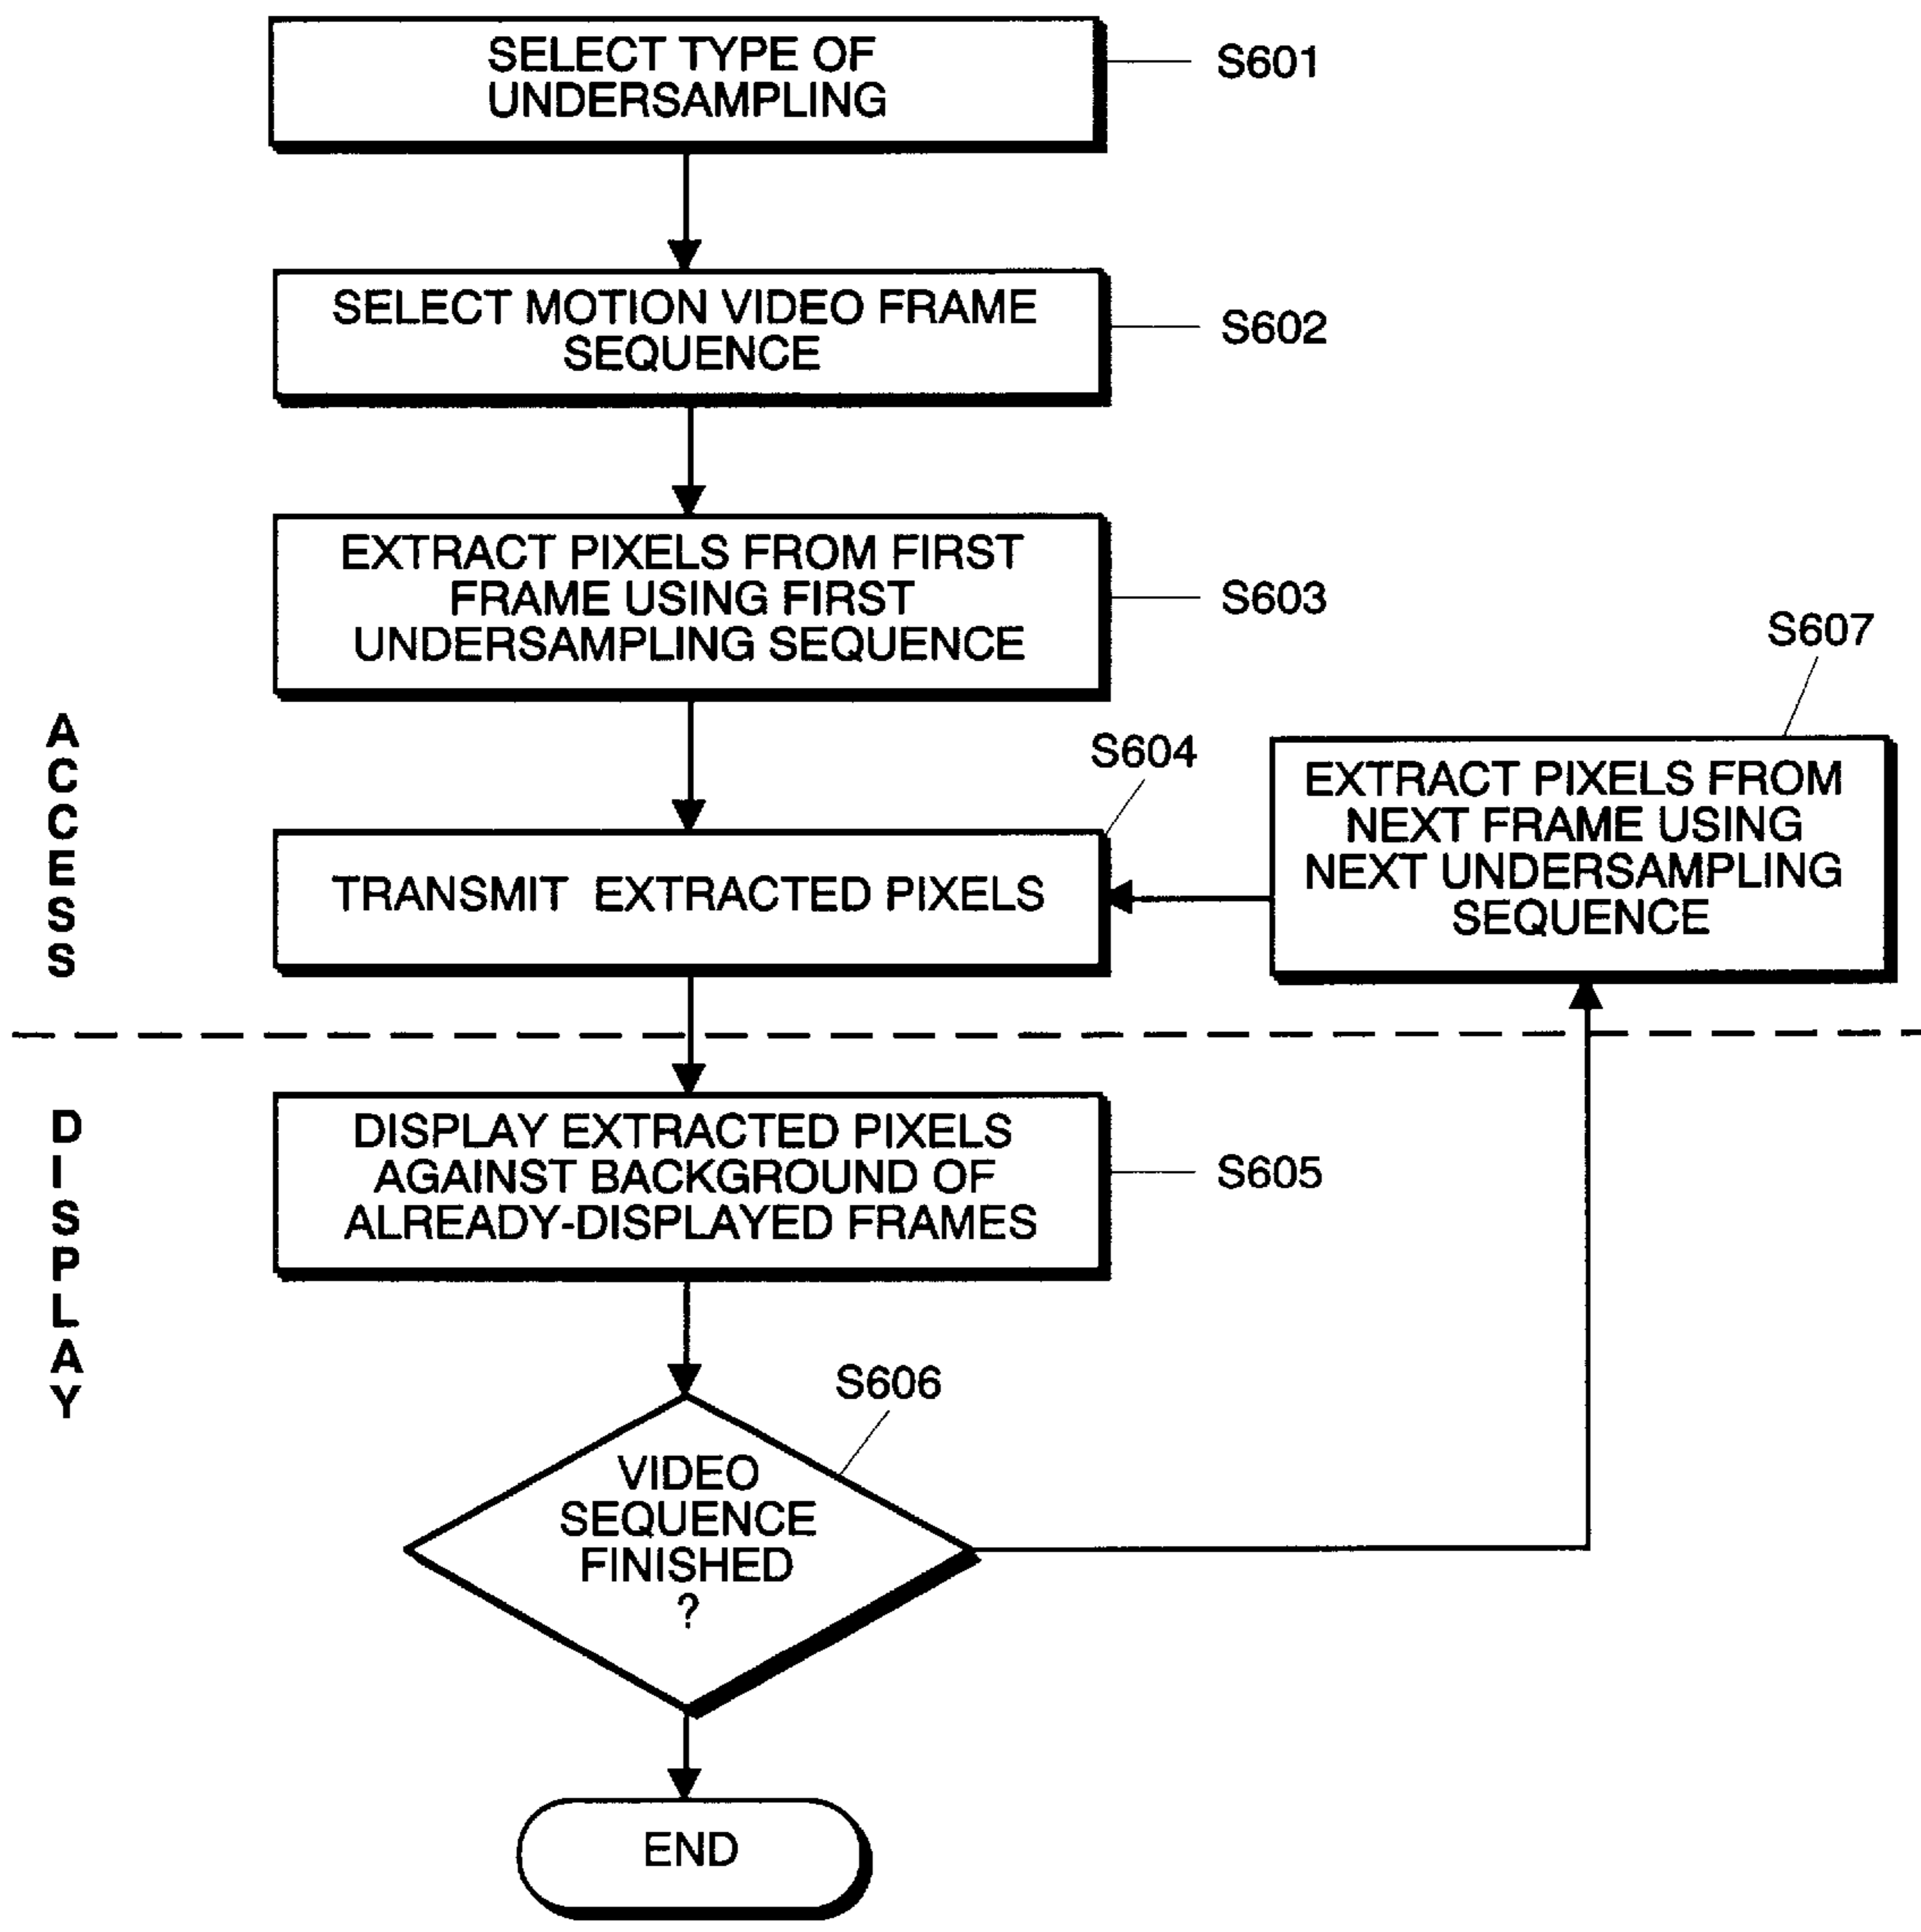 SELECT TYPE OF
UNDERSAMPLING
S601
SELECT MOTION VIDEO FRAME
SEQUENCE
S602
EXTRACT PIXELS FROM FIRST
FRAME USING FIRST
UNDERSAMPLING SEQUENCE
S603
S607
ACCESS
S604
TRANSMIT EXTRACTED PIXELS
EXTRACT PIXELS FROM
NEXT FRAME USING
NEXT UNDERSAMPLING
SEQUENCE
DISPLAY
DISPLAY EXTRACTED PIXELS
AGAINST BACKGROUND OF
ALREADY-DISPLAYED FRAMES
S605
S606
VIDEO
SEQUENCE
FINISHED
?
END